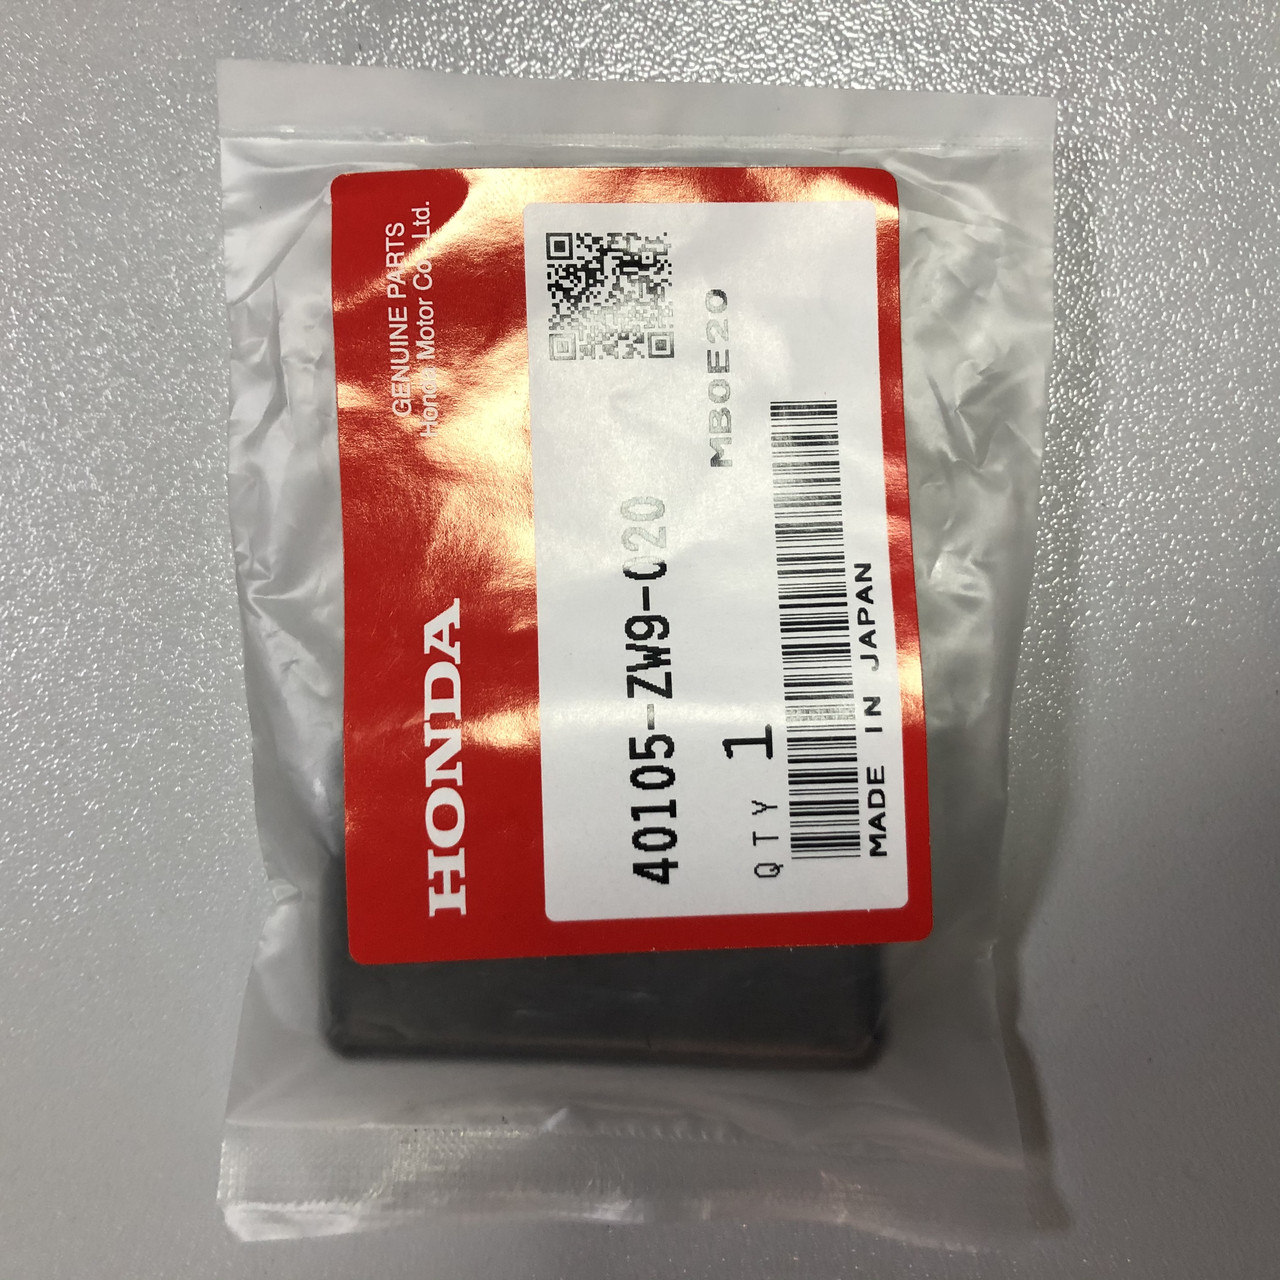 GENUINE PARTS
Honda Motor Co., Ltd.
HONDA
MB0E20
40105-ZW9-020
QTY 1
MADE IN JAPAN